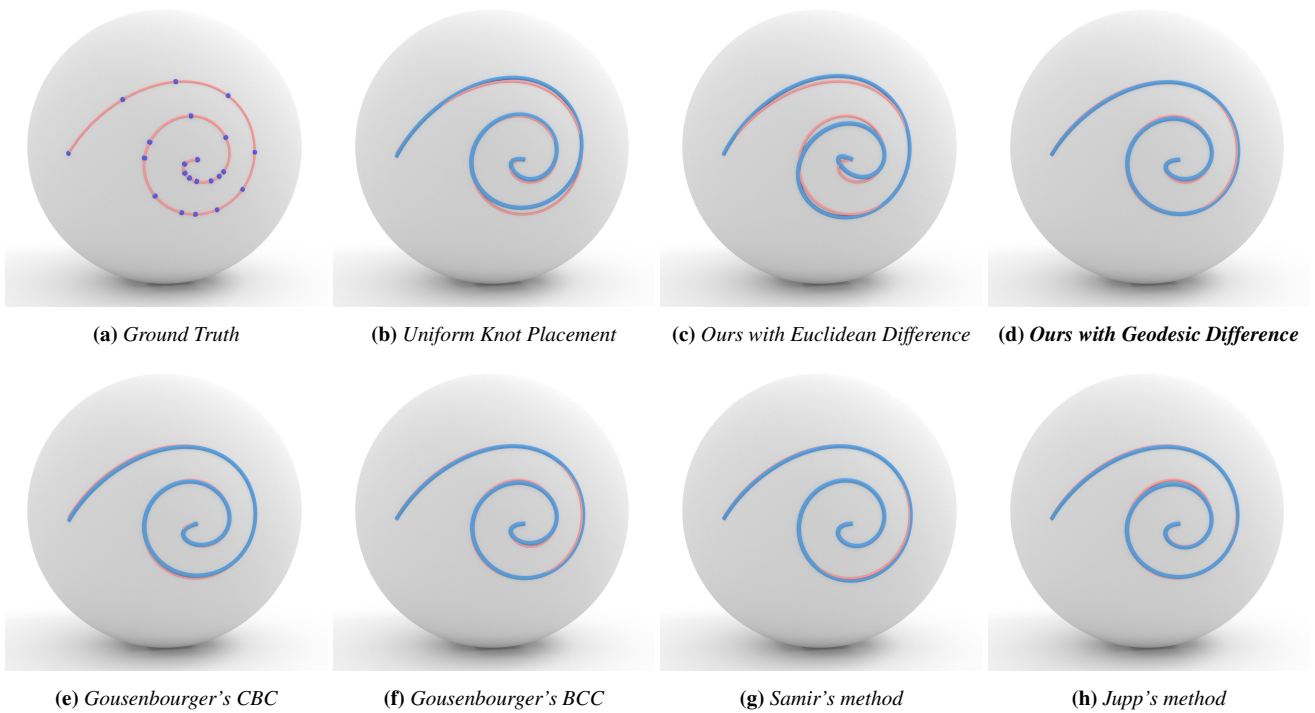 (a) Ground Truth
(b) Uniform Knot Placement
(c) Ours with Euclidean Difference
(d) Ours with Geodesic Difference
(e) Gousenbourger's CBC
(f) Gousenbourger's BCC
(g) Samir's method
(h) Jupp's method